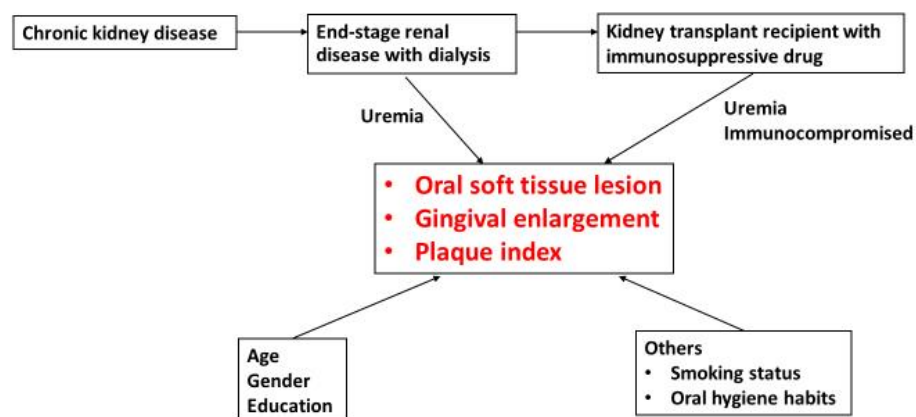 Chronic kidney disease
End-stage renal
disease with dialysis
Kidney transplant recipient with
immunosuppressive drug
Uremia
Uremia
Immunocompromised
• Oral soft tissue lesion
• Gingival enlargement
• Plaque index
Age
Gender
Education
Others
• Smoking status
• Oral hygiene habits